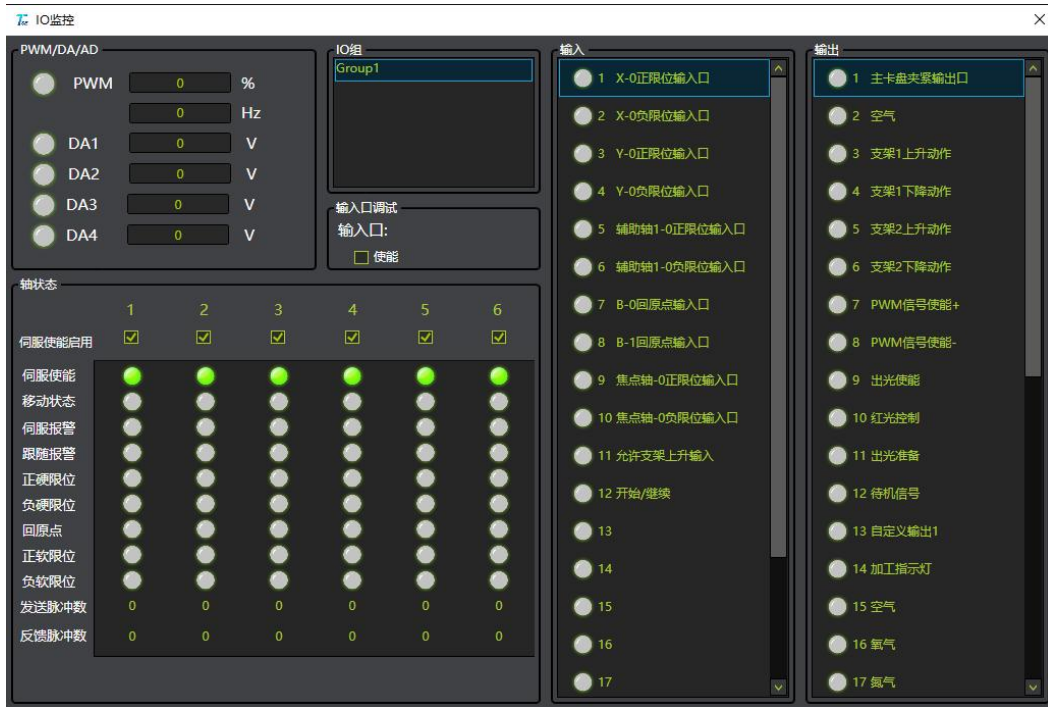 IO监控
PWM/DA/AD
PWM 0 %
0 Hz
DA1 0 V
DA2 0 V
DA3 0 V
DA4 0 V
IO组
Group1
输入口调试
输入口:
使能
轴状态
1 2 3 4 5 6
伺服使能启用
伺服使能
移动状态
伺服报警
跟随报警
正硬限位
负硬限位
回原点
正软限位
负软限位
发送脉冲数 0 0 0 0 0 0
反馈脉冲数 0 0 0 0 0 0
输入
1 X-0正限位输入口
2 X-0负限位输入口
3 Y-0正限位输入口
4 Y-0负限位输入口
5 辅助轴1-0正限位输入口
6 辅助轴1-0负限位输入口
7 B-0回原点输入口
8 B-1回原点输入口
9 焦点轴-0正限位输入口
10 焦点轴-0负限位输入口
11 允许支架上升输入
12 开始/继续
13
14
15
16
17
输出
1 主卡盘夹紧输出口
2 空气
3 支架1上升动作
4 支架1下降动作
5 支架2上升动作
6 支架2下降动作
7 PWM信号使能+
8 PWM信号使能-
9 出光使能
10 红光控制
11 出光准备
12 待机信号
13 自定义输出1
14 加工指示灯
15 空气
16 氧气
17 氮气